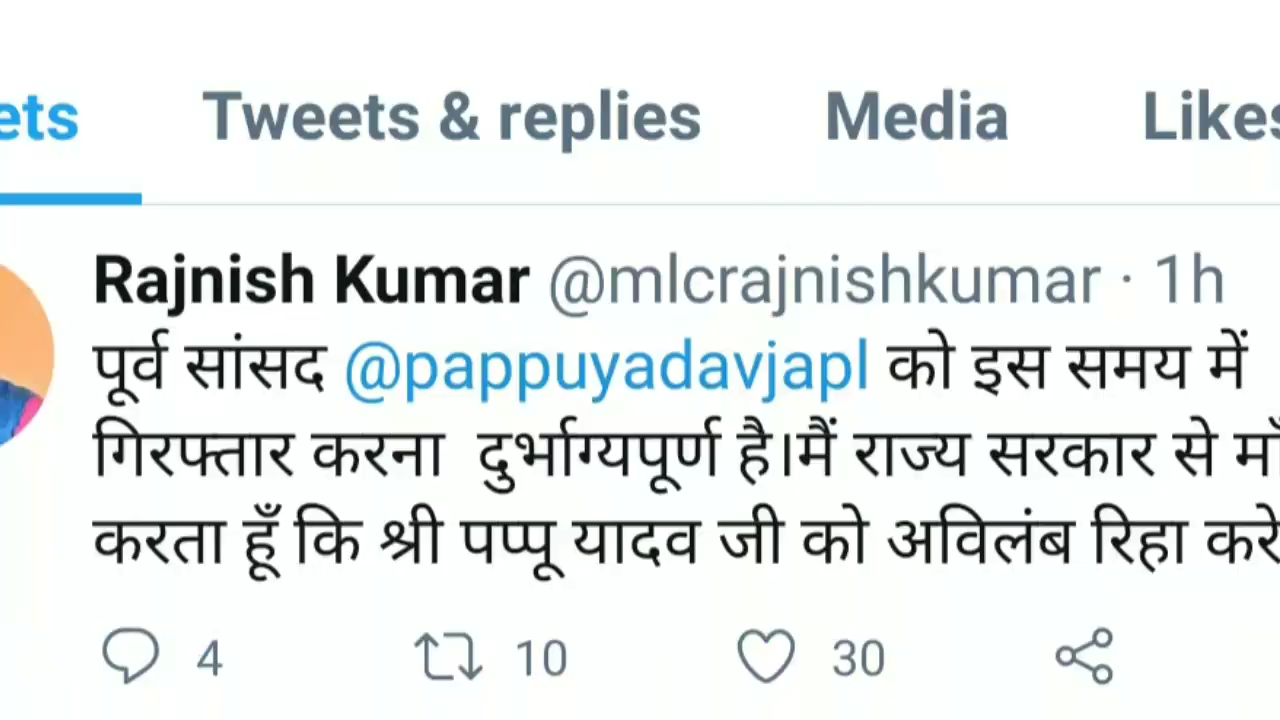 ets Tweets & replies Media Likes
Rajnish Kumar @mlcrajnishkumar · 1h
पूर्व सांसद @pappuyadavjapl को इस समय में
गिरफ्तार करना दुर्भाग्यपूर्ण है।मैं राज्य सरकार से
करता हूँ कि श्री पप्पू यादव जी को अविलंब रिहा करे
4 10 30